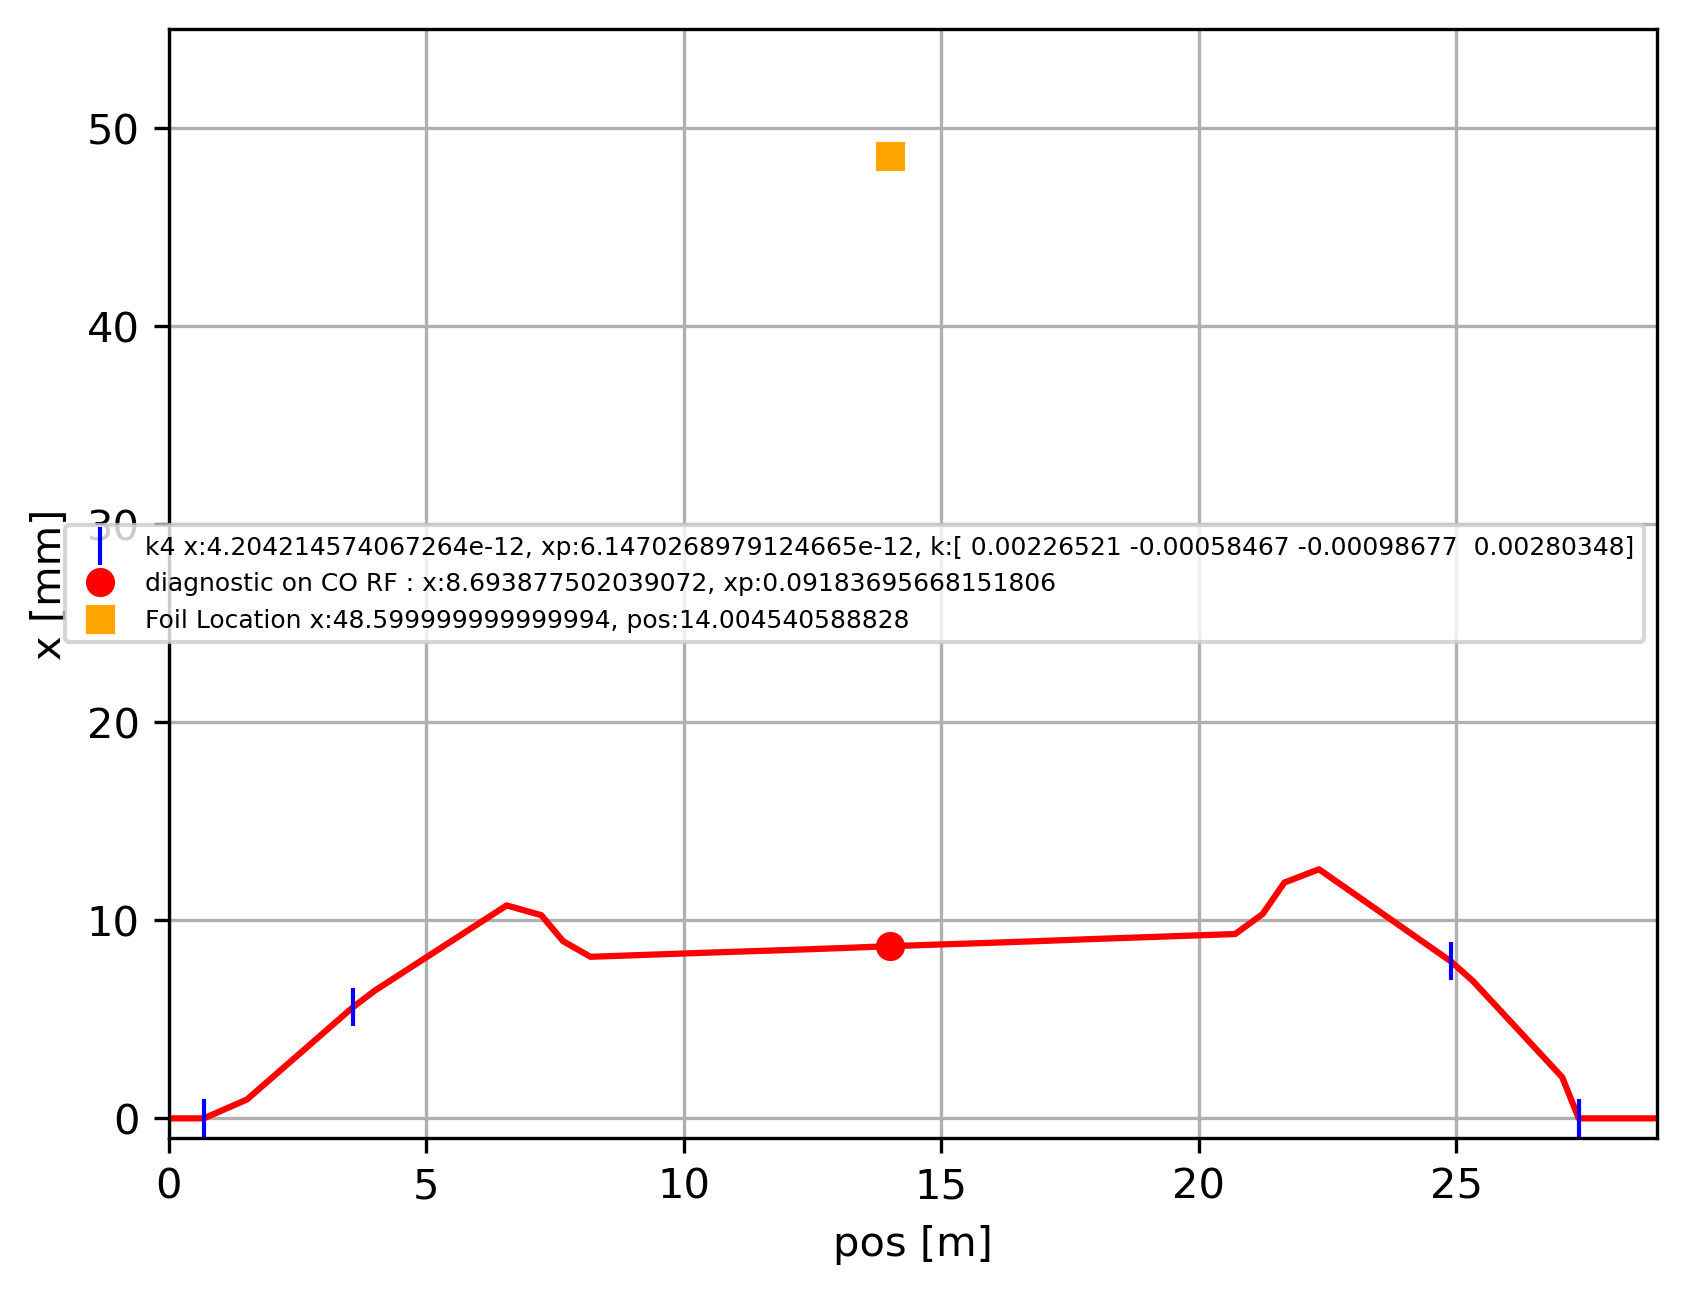 50
40
30
x [mm]
k4 x:4.204214574067264e-12, xp:6.1470268979124665e-12, k:[ 0.00226521 -0.00058467 -0.00098677  0.00280348]
diagnostic on CO RF : x:8.693877502039072, xp:0.09183695668151806
Foil Location x:48.599999999999994, pos:14.004540588828
20
10
0
0 5 10 15 20 25
pos [m]